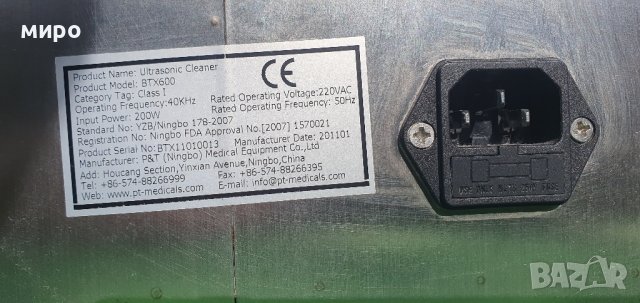 миро
Product Name: Ultrasonic Cleaner
Product Model: BTX600
Category Tag: Class I
Operating Frequency:40KHz
Rated Operating Voltage:220VAC
Input Power: 200W
Rated Operating Frequency: 50Hz
Standard No: YZB/Ningbo 178-2007
Registration No: Ningbo FDA Approval No.[2007] 1570021
Product Serial No: BTX11010013
Manufacturer Date: 201101
Manufacturer: P&T (Ningbo) Medical Equipment Co.,Ltd
Add: Houcang Section,Yinxian Avenue,Ningbo,China
Tel: +86-574-88266999
Fax: +86-574-88266395
Web: www.pt-medicals.com
E-mail: info@pt-medicals.com
CE
USE ONLY
BAZAR
bg